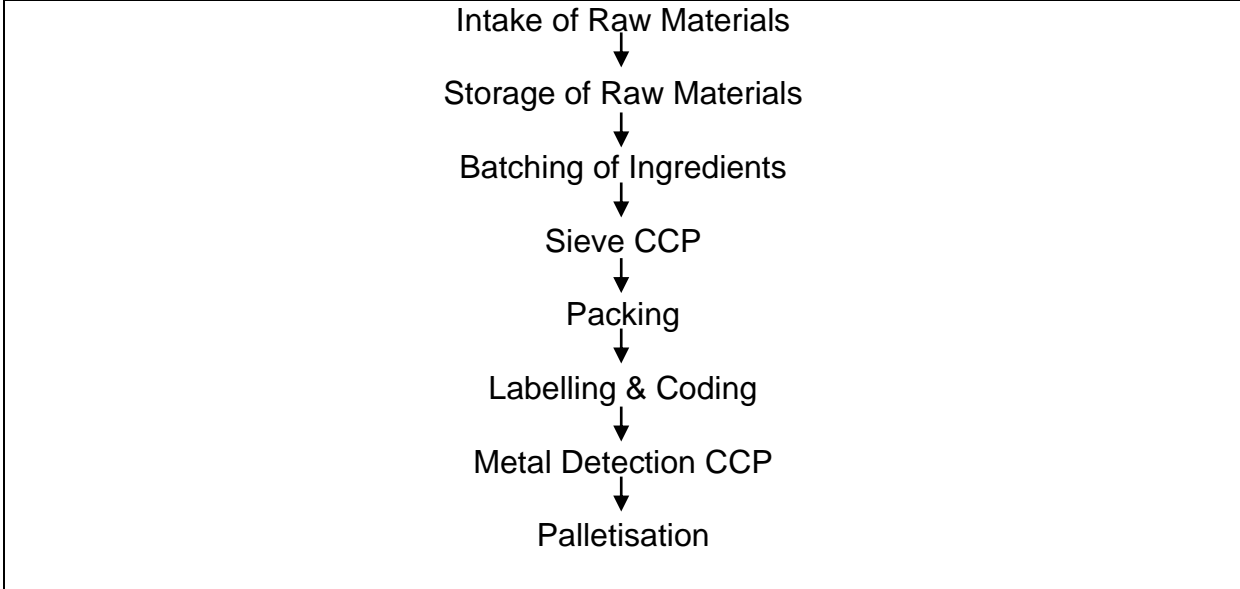 Intake of Raw Materials
Storage of Raw Materials
Batching of Ingredients
Sieve CCP
Packing
Labelling & Coding
Metal Detection CCP
Palletisation